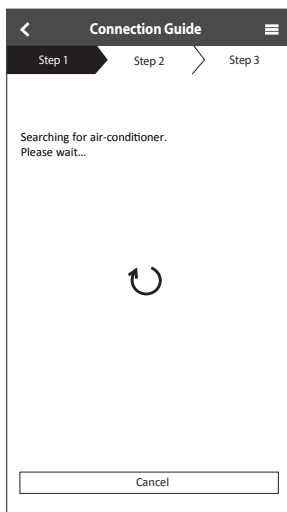 Connection Guide
Step 1
Step 2
Step 3
Searching for air-conditioner.
Please wait...
Cancel